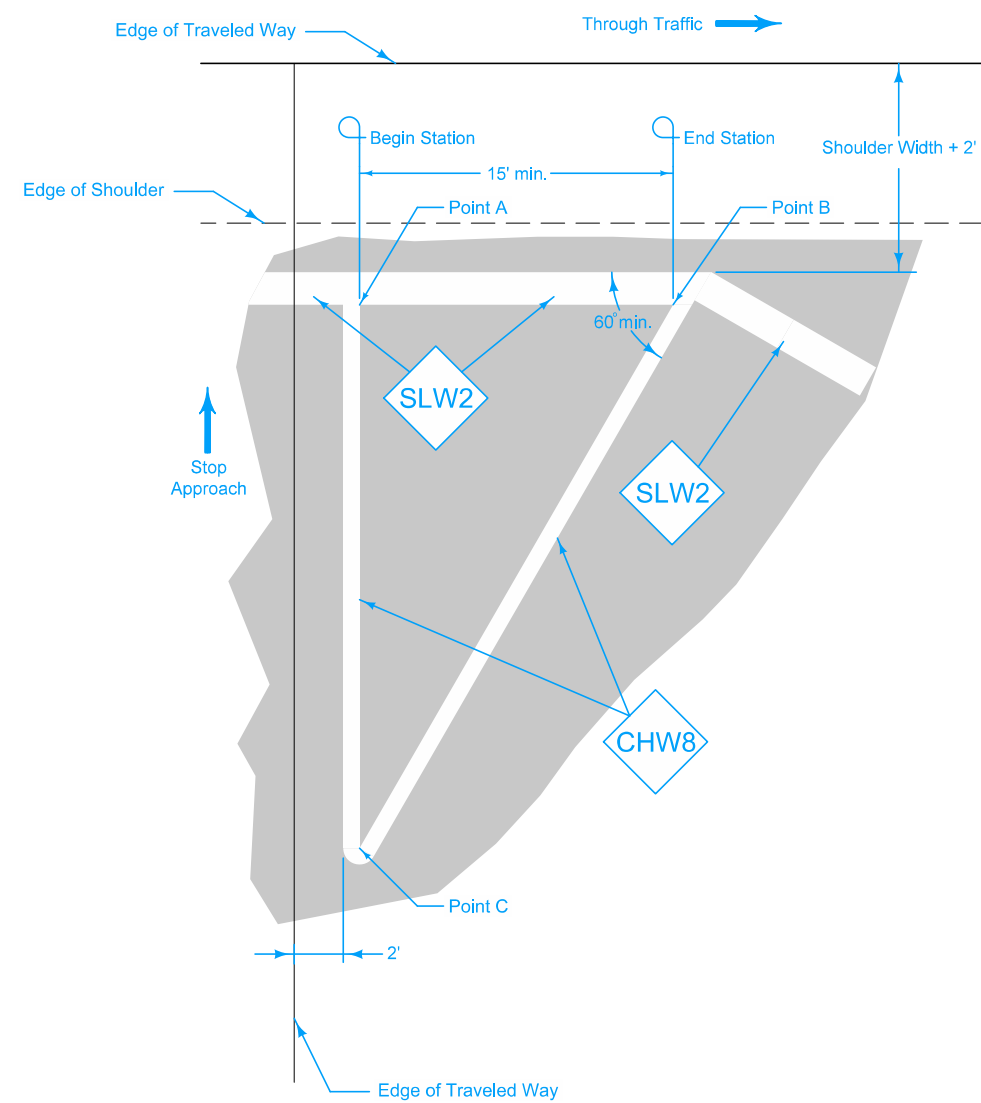 Through Traffic
Edge of Traveled Way
Begin Station
End Station
Shoulder Width + 2'
15' min.
Edge of Shoulder
Point A
Point B
60° min.
SLW2
Stop
Approach
SLW2
CHW8
Point C
2'
Edge of Traveled Way